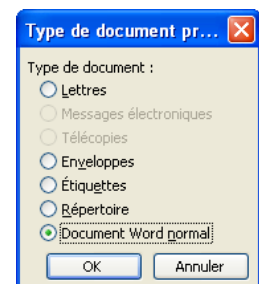 Type de document pr...
Type de document :
Lettres
Messages électroniques
Télécopies
Enveloppes
Étiquettes
Répertoire
Document Word normal
OK Annuler